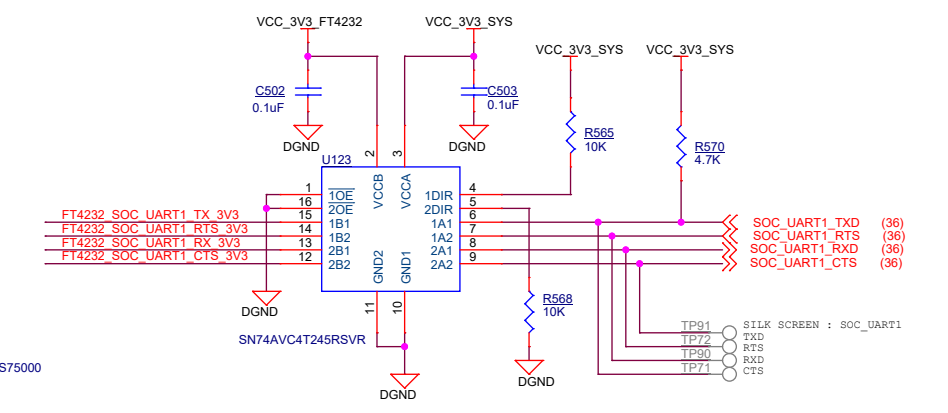 VCC_3V3_FT4232
VCC_3V3_SYS
VCC_3V3_SYS
VCC_3V3_SYS
C502
0.1uF
C503
0.1uF
R565
10K
R570
4.7K
DGND
DGND
U123
2
3
VCCB
VCCA
1
1OE
1DIR
4
16
2OE
2DIR
5
FT4232_SOC_UART1_TX_3V3
15
1B1
1A1
6
SOC_UART1_TXD
(36)
FT4232_SOC_UART1_RTS_3V3
14
1B2
1A2
7
SOC_UART1_RTS
(36)
FT4232_SOC_UART1_RX_3V3
13
2B1
2A1
8
SOC_UART1_RXD
(36)
FT4232_SOC_UART1_CTS_3V3
12
2B2
2A2
9
SOC_UART1_CTS
(36)
GND2
GND1
11
10
DGND
R568
10K
SN74AVC4T245RSVR
S75000
DGND
DGND
TP91
TP72
TP90
TP71
SILK SCREEN : SOC_UART1
TXD
RTS
RXD
CTS